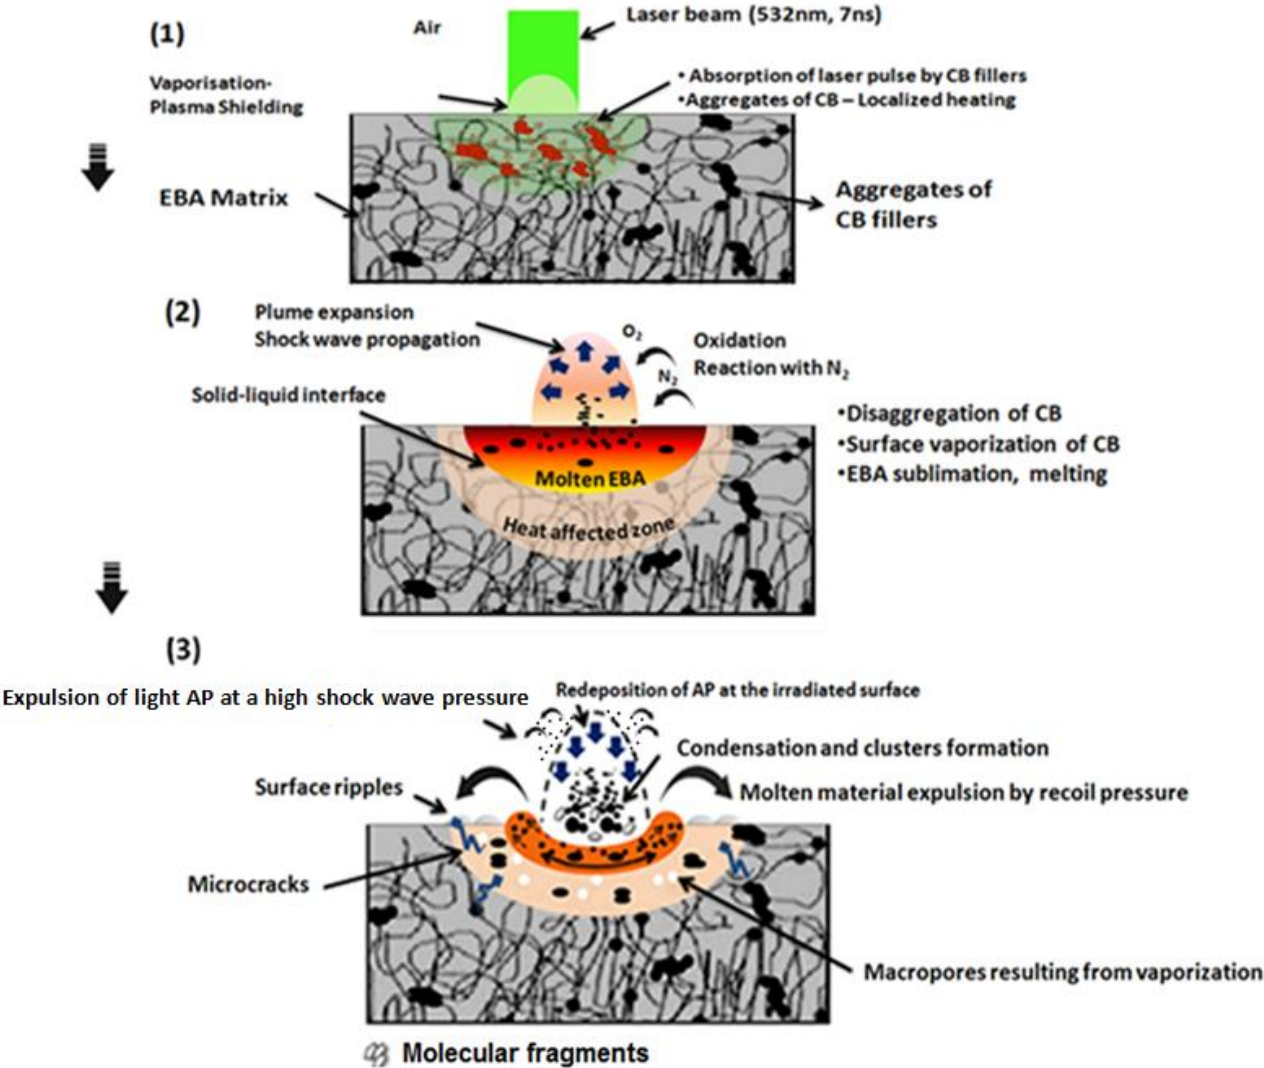 (1)
Air
Laser beam (532nm, 7ns)
Vaporisation-
Plasma Shielding
• Absorption of laser pulse by CB fillers
•Aggregates of CB – Localized heating
EBA Matrix
Aggregates of
CB fillers
(2)
Plume expansion
Shock wave propagation
O2
N2
Oxidation
Reaction with N2
Solid-liquid interface
•Disaggregation of CB
•Surface vaporization of CB
•EBA sublimation, melting
Molten EBA
Heat affected zone
(3)
Expulsion of light AP at a high shock wave pressure
Redeposition of AP at the irradiated surface
Condensation and clusters formation
Surface ripples
Molten material expulsion by recoil pressure
Microcracks
Macropores resulting from vaporization
Molecular fragments